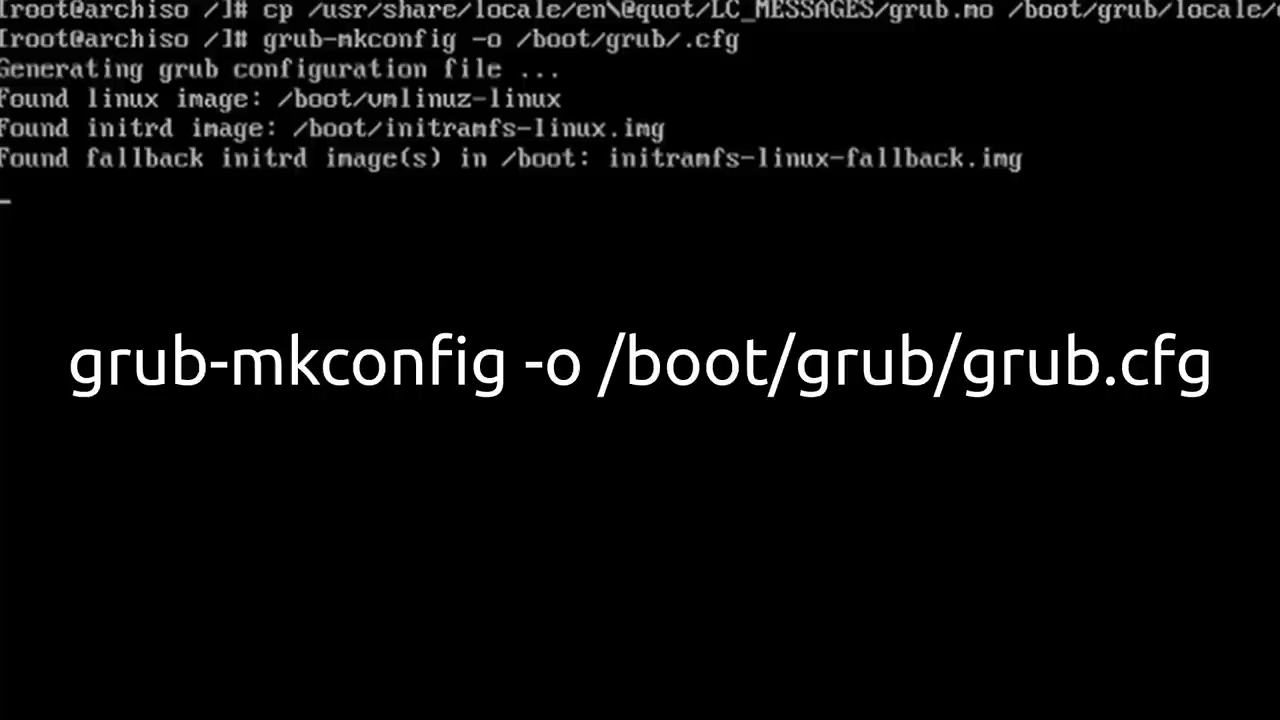 [root@archiso /]# cp /usr/share/locale/en\@quot/LC_MESSAGES/grub.mo /boot/grub/locale/
[root@archiso /]# grub-mkconfig -o /boot/grub/.cfg
Generating grub configuration file ...
Found linux image: /boot/vmlinuz-linux
Found initrd image: /boot/initramfs-linux.img
Found fallback initrd image(s) in /boot: initramfs-linux-fallback.img
grub-mkconfig -o /boot/grub/grub.cfg